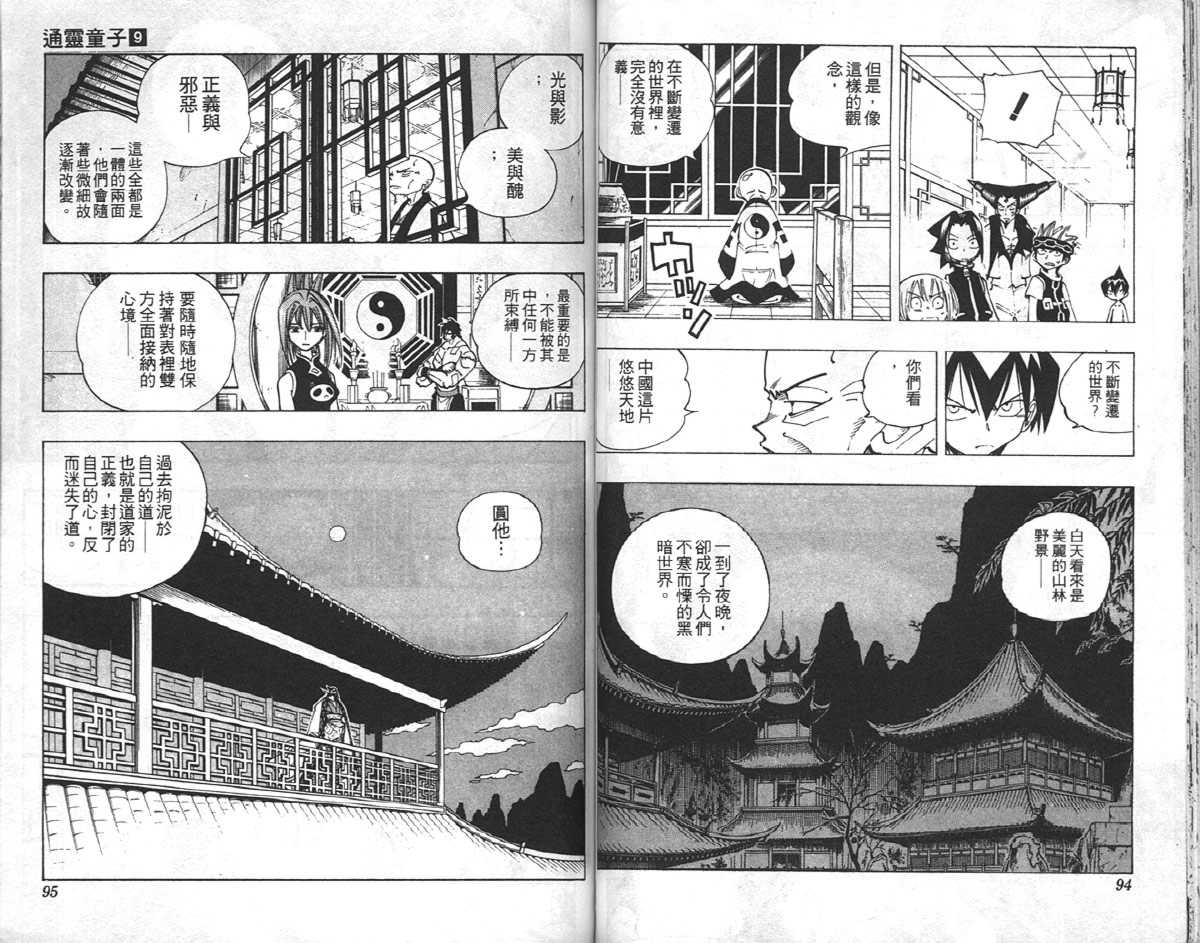 ！
但是，像
這樣的觀
念，
在不斷變遷
的世界裡，
完全沒有意
義——
不斷變遷
的世界？
你們看
，
中國這片
悠悠天地
白天看來是
美麗的山林
野景——
一到了夜晚，
卻成了令人們
不寒而慄的黑
暗世界。
94
通靈童子9
光與影
；
美與醜
；
正義與
邪惡—
這些全都是
一體的兩面
，他們會隨
著些微細故
逐漸改變。
最重要的是
，不能被其
中任何一方
所束縛——
要隨時隨地保
持著對表裡雙
方全面接納的
心境……
圓他…
過去拘泥於
自己的道——
也就是道家的
正義，封閉了
自己的心，反
而迷失了道。
95